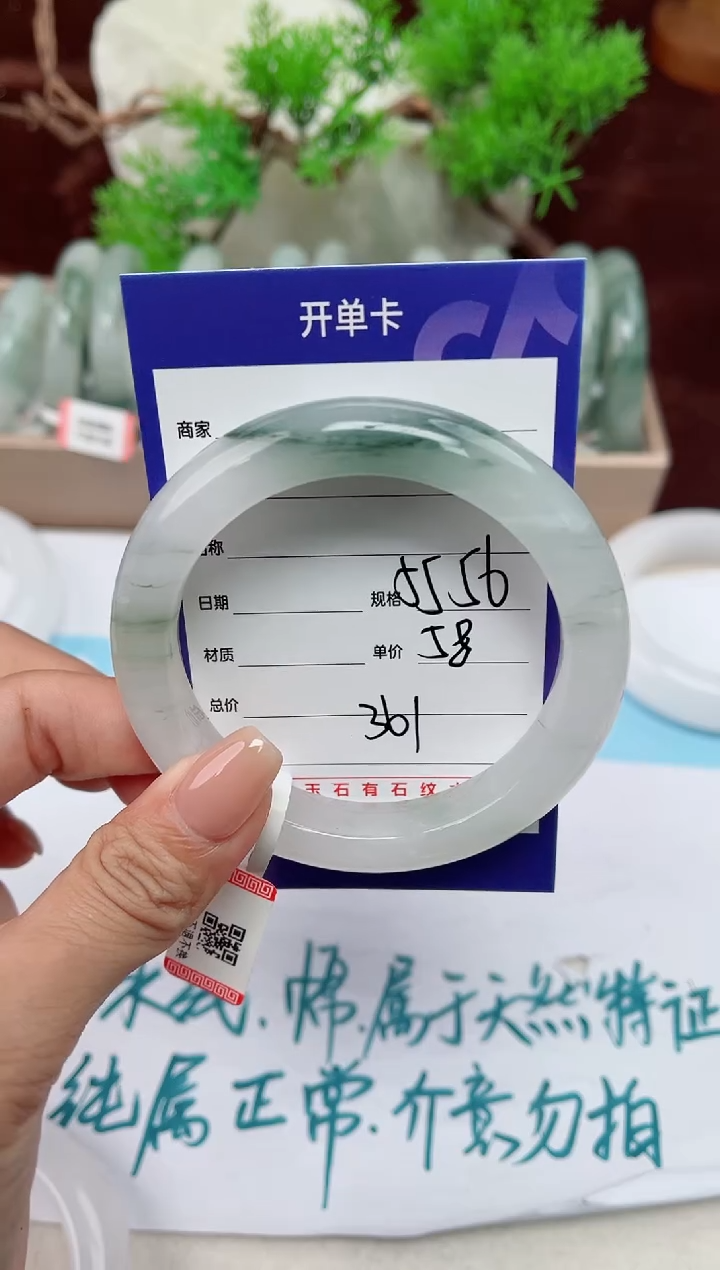 开单卡
商家
称
日期 规格 55.56
材质 单价 58
总价 361
玉石有石纹
棉.属于天然特证
纯属正常.介意勿拍